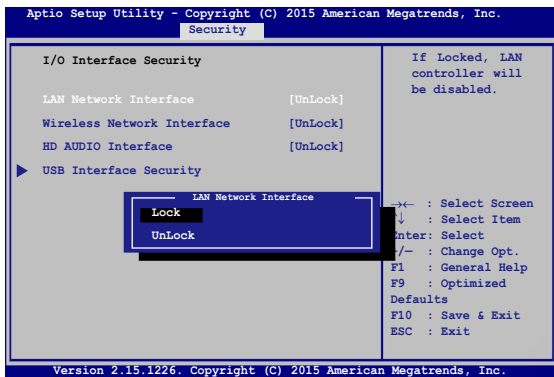 Aptio Setup Utility - Copyright (C) 2015 American Megatrends, Inc.
Security
I/O Interface Security
LAN Network Interface [UnLock]
Wireless Network Interface [UnLock]
HD AUDIO Interface [UnLock]
USB Interface Security
If Locked, LAN
controller will
be disabled.
LAN Network Interface
Lock
UnLock
→← : Select Screen
↑↓ : Select Item
Enter: Select
+/— : Change Opt.
F1 : General Help
F9 : Optimized
Defaults
F10 : Save & Exit
ESC : Exit
Version 2.15.1226. Copyright (C) 2015 American Megatrends, Inc.